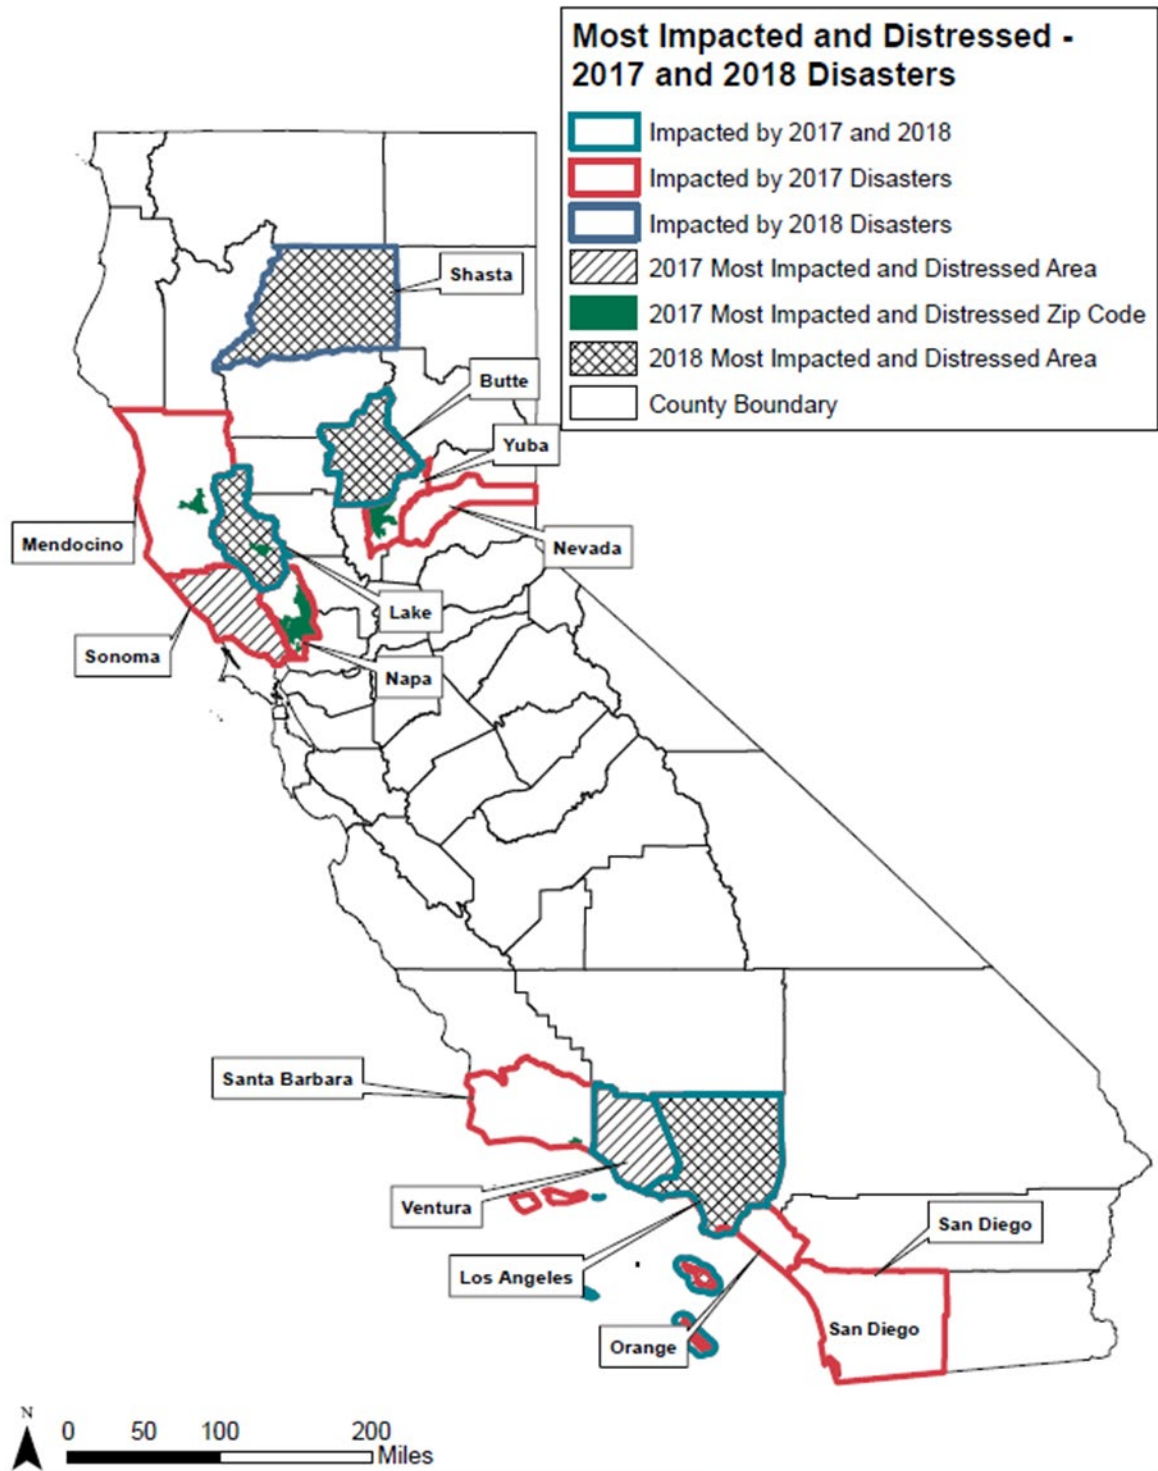 Most Impacted and Distressed -
2017 and 2018 Disasters
Impacted by 2017 and 2018
Impacted by 2017 Disasters
Impacted by 2018 Disasters
2017 Most Impacted and Distressed Area
2017 Most Impacted and Distressed Zip Code
2018 Most Impacted and Distressed Area
County Boundary
Shasta
Butte
Yuba
Mendocino
Nevada
Lake
Sonoma
Napa
Santa Barbara
Ventura
San Diego
Los Angeles
San Diego
Orange
N
0 50 100 200
Miles